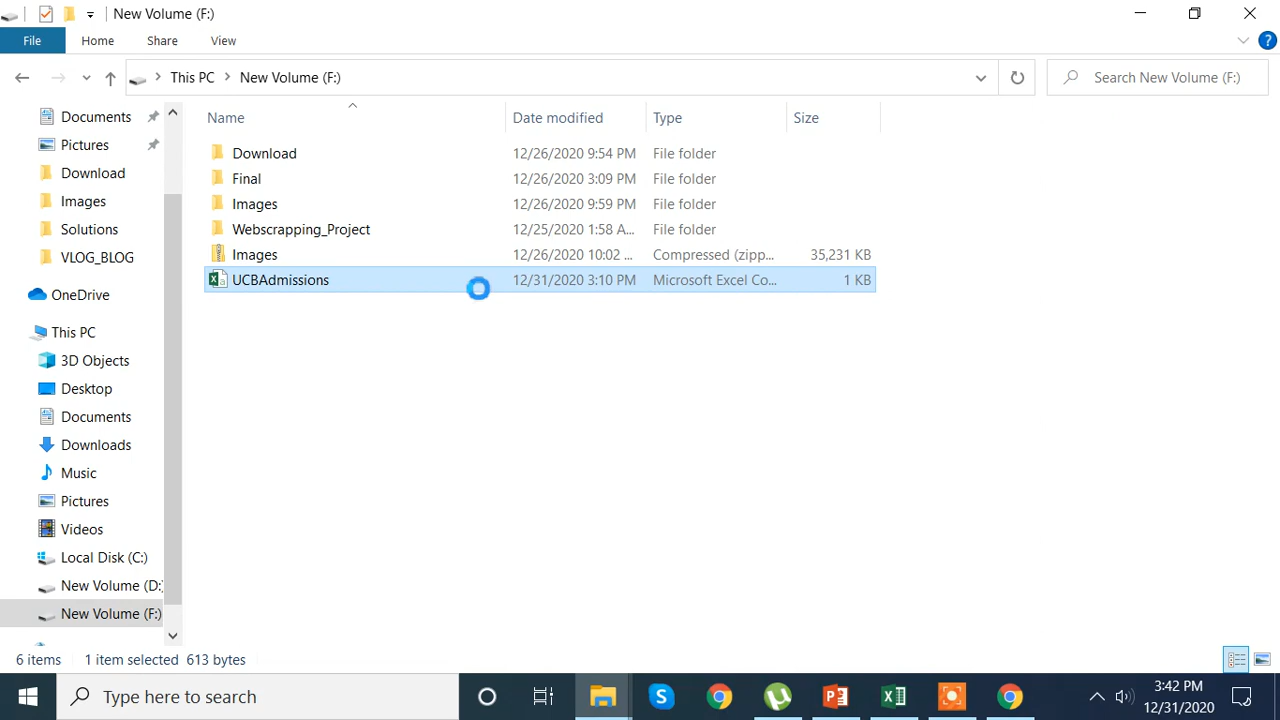 New Volume (F:)
File Home Share View
This PC New Volume (F:) Search New Volume (F:)
Name Date modified Type Size
Documents
Pictures
Download
Images
Solutions
VLOG_BLOG
OneDrive
This PC
3D Objects
Desktop
Documents
Downloads
Music
Pictures
Videos
Local Disk (C:)
New Volume (D:)
New Volume (F:)
Download 12/26/2020 9:54 PM File folder
Final 12/26/2020 3:09 PM File folder
Images 12/26/2020 9:59 PM File folder
Webscrapping_Project 12/25/2020 1:58 A... File folder
Images 12/26/2020 10:02 ... Compressed (zipp... 35,231 KB
UCBAdmissions 12/31/2020 3:10 PM Microsoft Excel Co... 1 KB
6 items 1 item selected 613 bytes
Type here to search
3:42 PM
12/31/2020